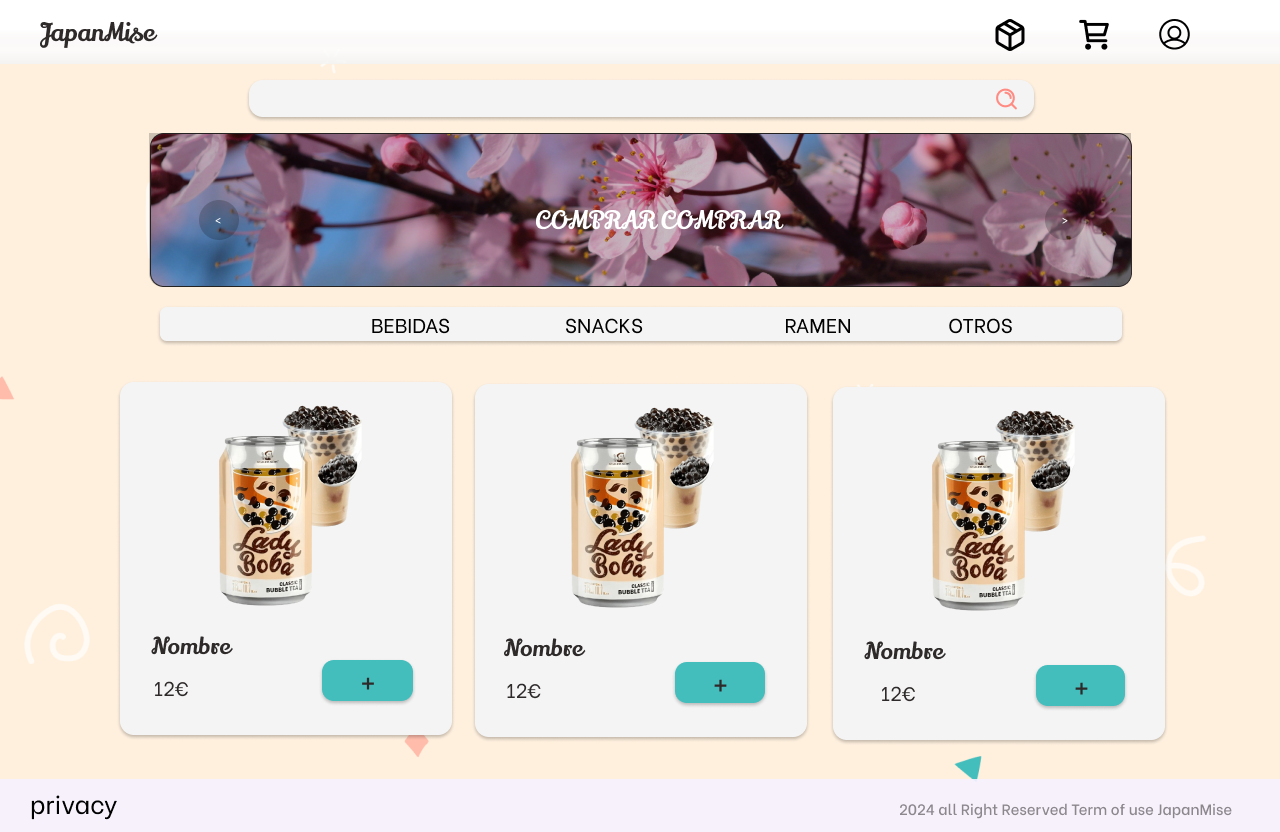 JapanMise
< COMPRAR COMPRAR >
BEBIDAS SNACKS RAMEN OTROS
Lady
Boba
CLASSIC
BUBBLE TEA
Lady
Boba
CLASSIC
BUBBLE TEA
Lady
Boba
CLASSIC
BUBBLE TEA
Nombre
12€
+
Nombre
12€
+
Nombre
12€
+
privacy
2024 all Right Reserved Term of use JapanMise